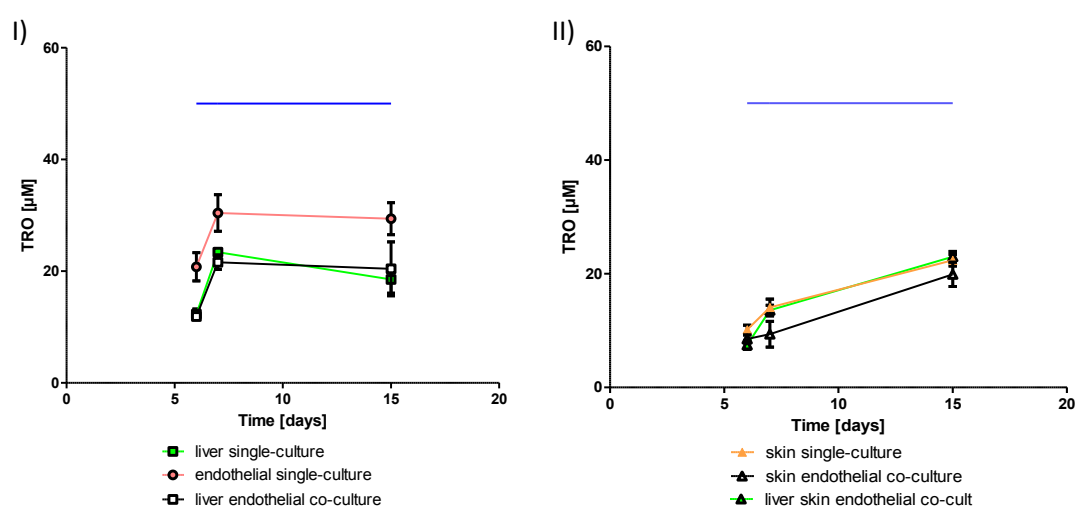 I)
60
40
20
0
TRO [µM]
0
5
10
15
20
Time [days]
liver single-culture
endothelial single-culture
liver endothelial co-culture
II)
60
40
20
0
TRO [µM]
0
5
10
15
20
Time [days]
skin single-culture
skin endothelial co-culture
liver skin endothelial co-cult